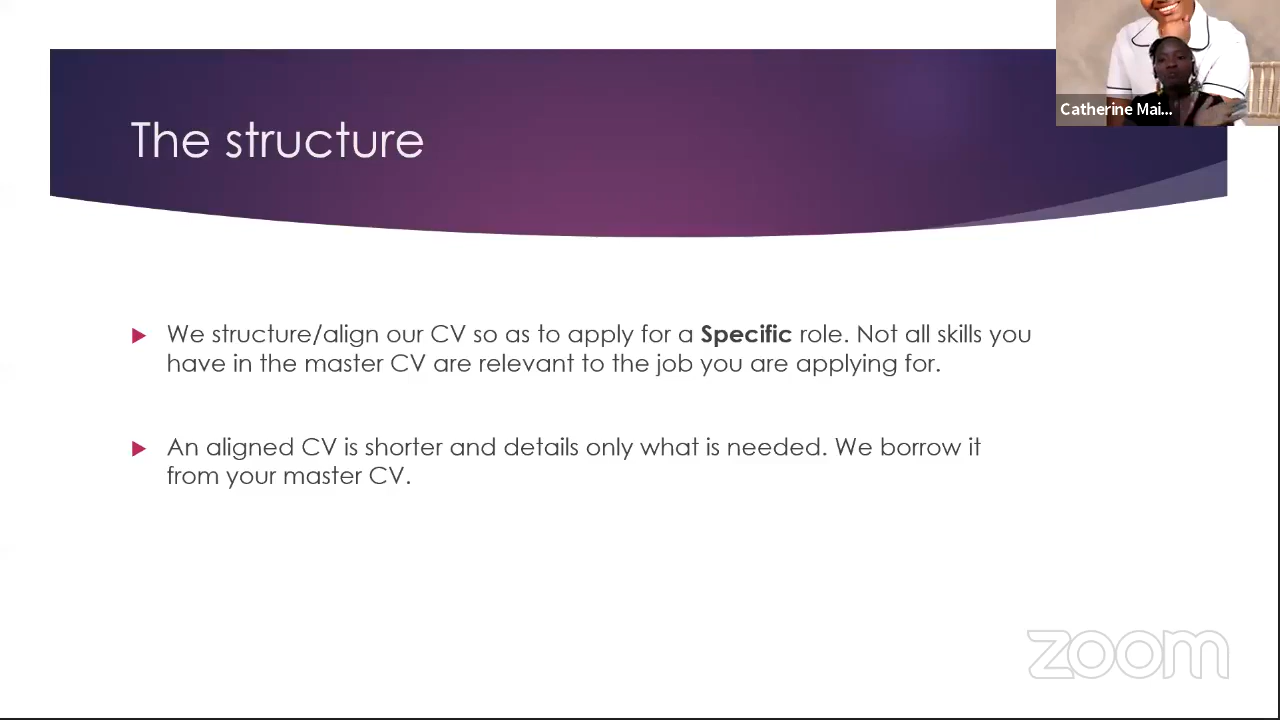 Catherine Mai...
The structure
We structure/align our CV so as to apply for a Specific role. Not all skills you
have in the master CV are relevant to the job you are applying for.
An aligned CV is shorter and details only what is needed. We borrow it
from your master CV.
zoom